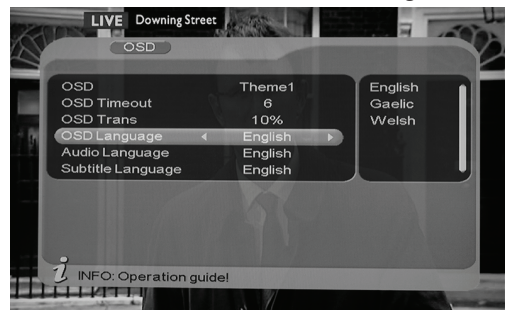 LIVE Downing Street
OSD
OSD Theme1
OSD Timeout 6
OSD Trans 10%
OSD Language English
Audio Language English
Subtitle Language English
English
Gaelic
Welsh
i INFO: Operation guide!